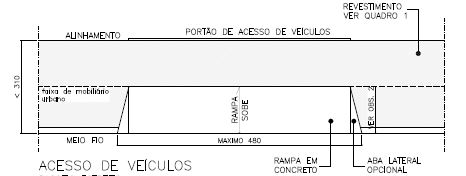 REVESTIMENTO
VER QUADRO 1
ALINHAMENTO
PORTÃO DE ACESSO DE VEÍCULOS
< 310
faixa de mobiliário
urbano
RAMPA
SOBE
VER OBS. 2
MEIO FIO
MAXIMO 480
RAMPA EM
CONCRETO
ABA LATERAL
OPCIONAL
ACESSO DE VEÍCULOS